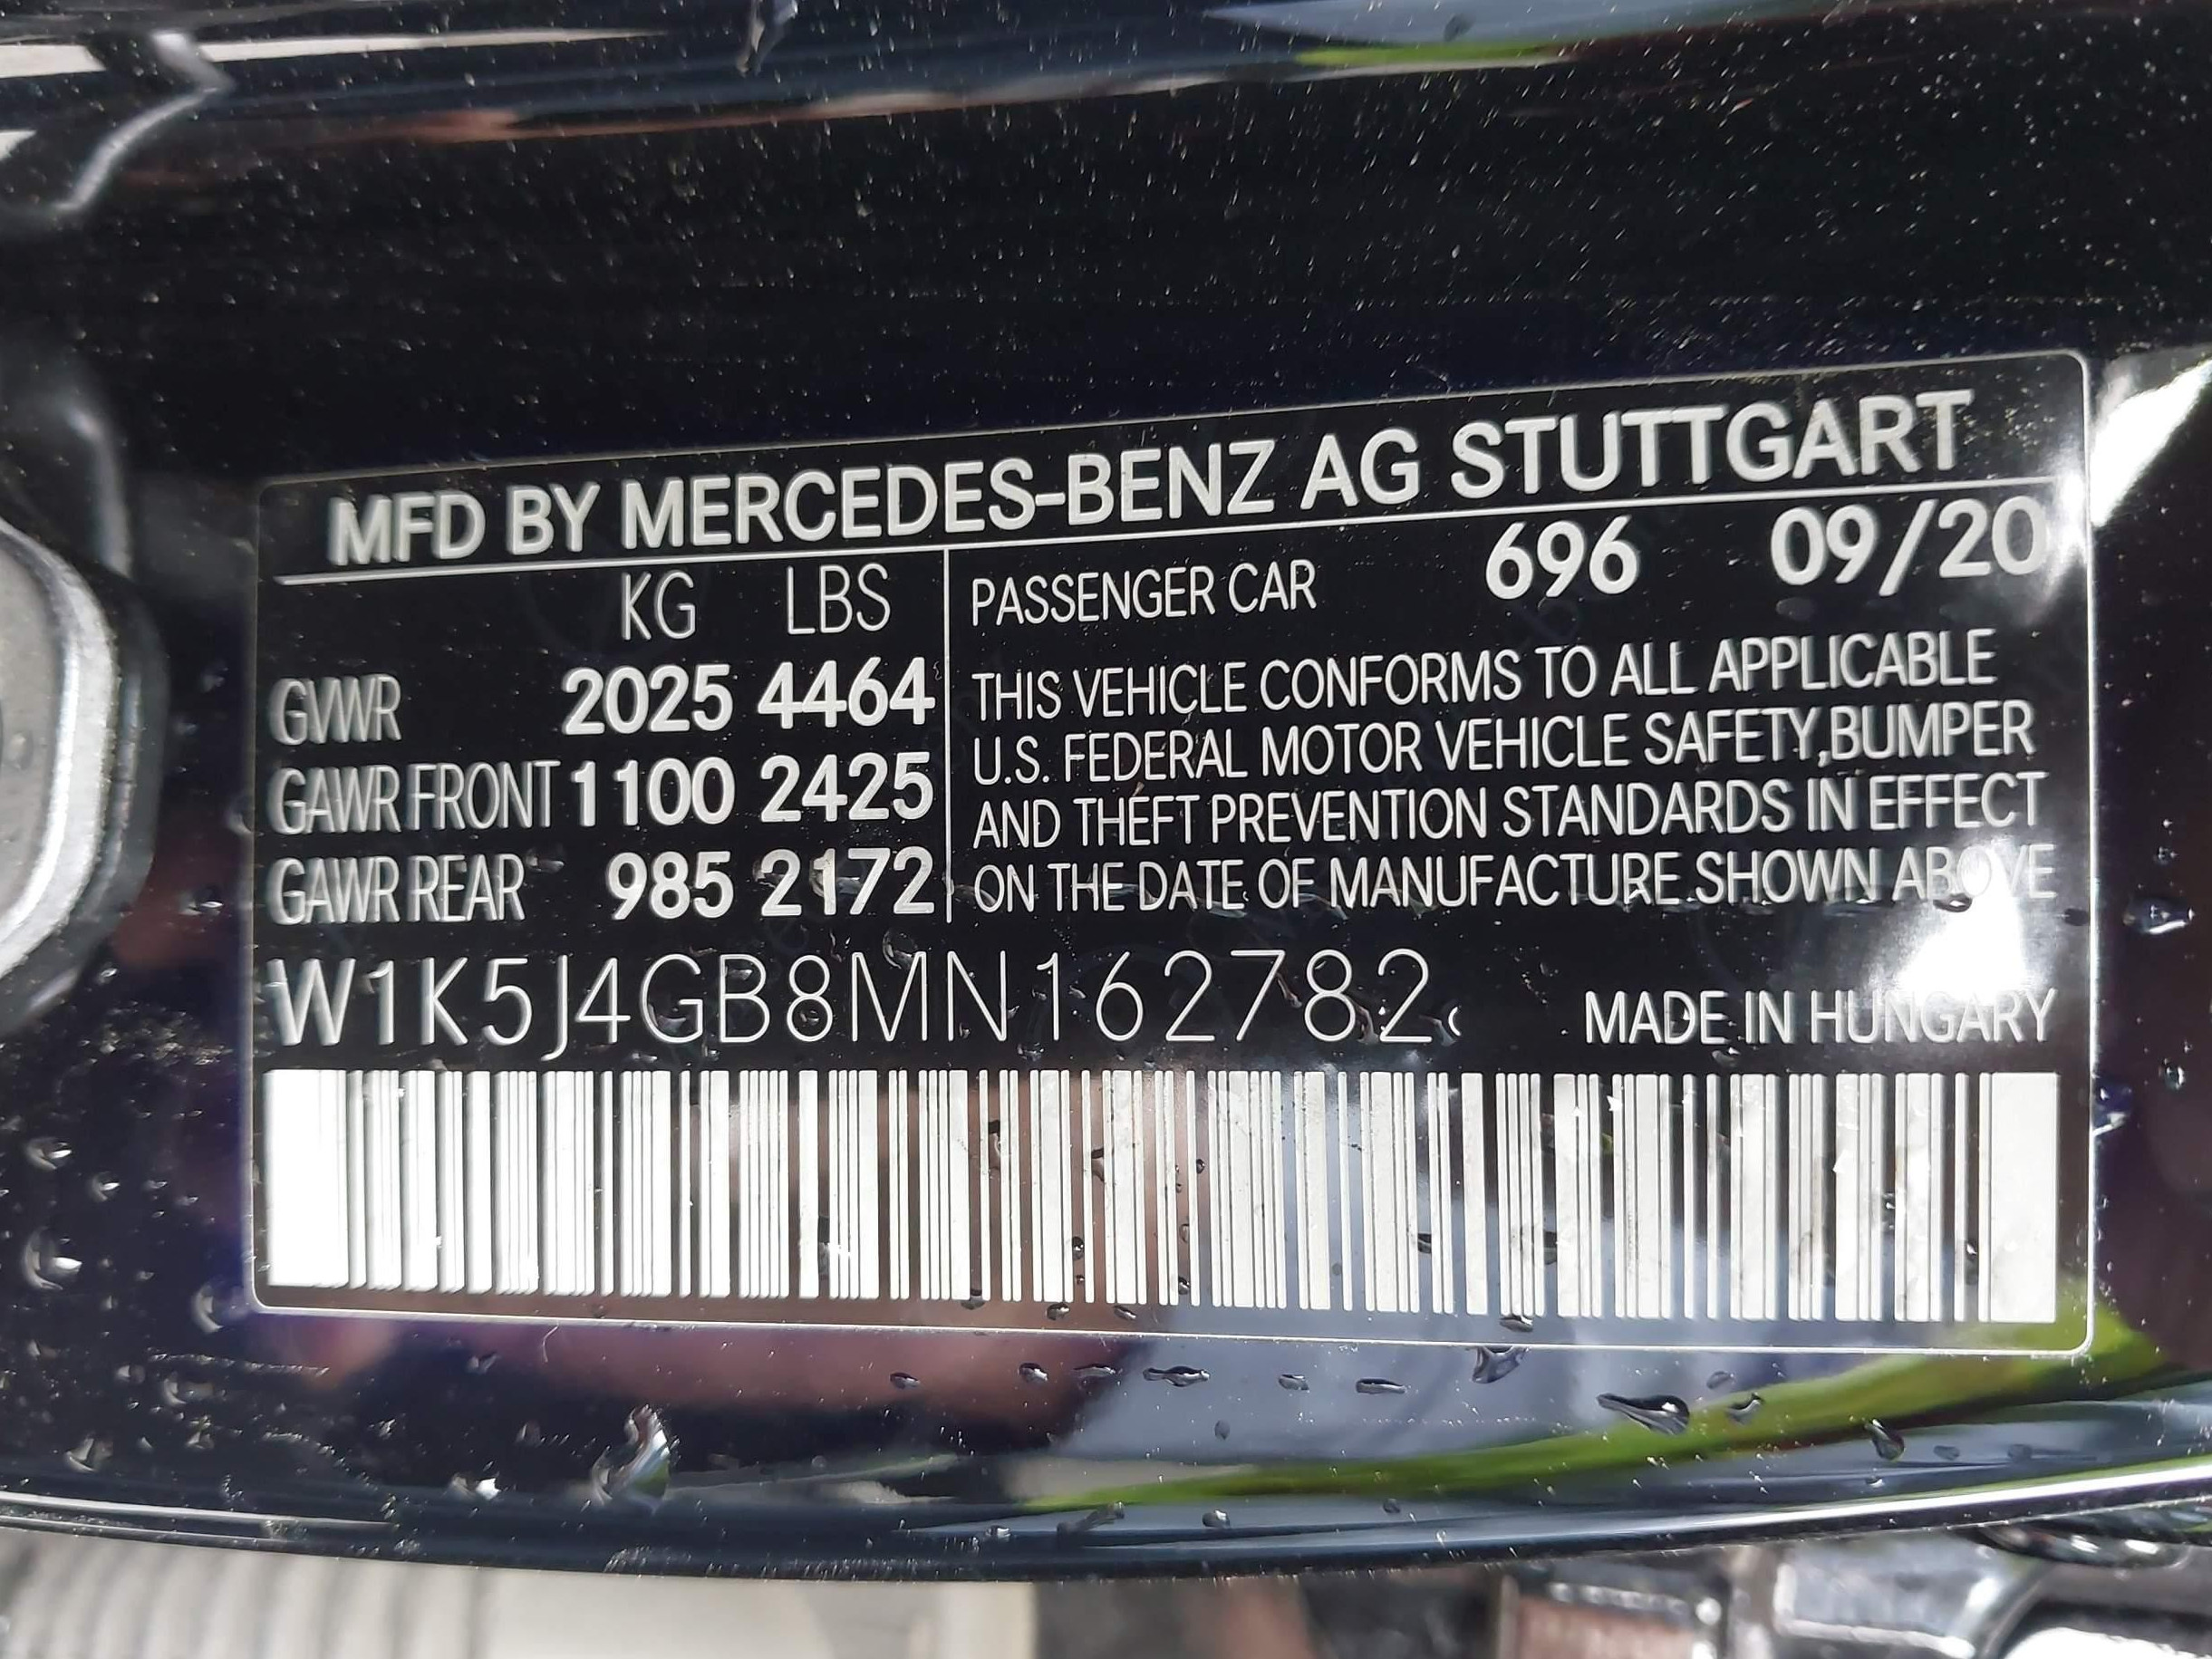 MFD BY MERCEDES-BENZ AG STUTTGART
KG LBS
GVWR 2025 4464
GAWR FRONT 1100 2425
GAWR REAR 985 2172
PASSENGER CAR 696 09/20
THIS VEHICLE CONFORMS TO ALL APPLICABLE
U.S. FEDERAL MOTOR VEHICLE SAFETY,BUMPER
AND THEFT PREVENTION STANDARDS IN EFFECT
ON THE DATE OF MANUFACTURE SHOWN ABOVE
W1K5J4GB8MN162782
MADE IN HUNGARY